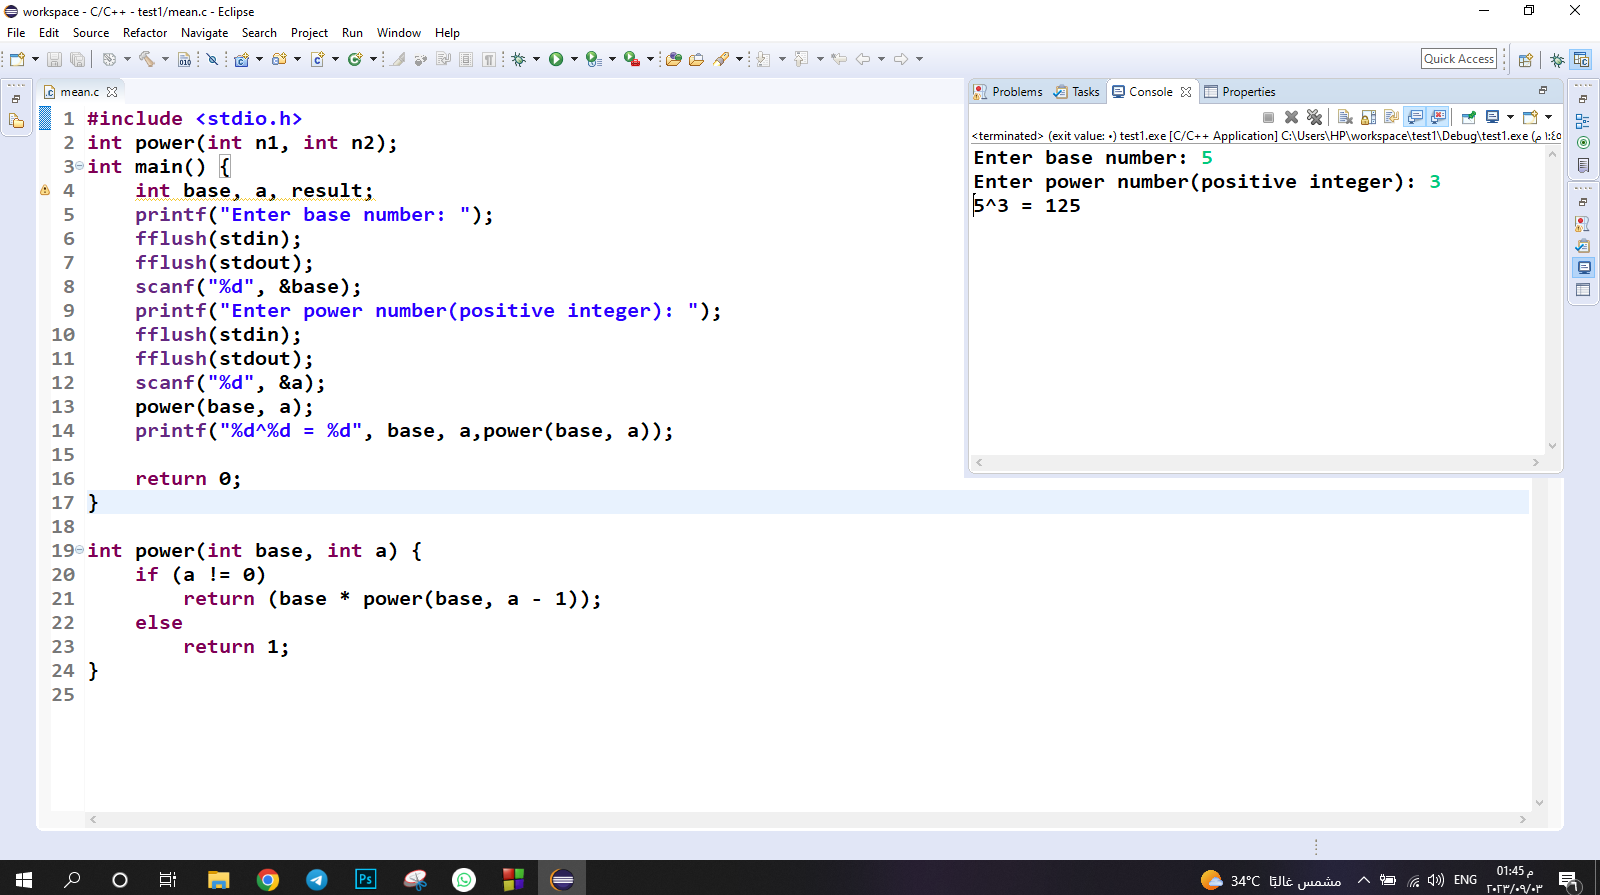 workspace - C/C++ - test1/mean.c - Eclipse
File Edit Source Refactor Navigate Search Project Run Window Help
Quick Access
mean.c
1 #include <stdio.h>
2 int power(int n1, int n2);
3 int main() {
4 int base, a, result;
5 printf("Enter base number: ");
6 fflush(stdin);
7 fflush(stdout);
8 scanf("%d", &base);
9 printf("Enter power number(positive integer): ");
10 fflush(stdin);
11 fflush(stdout);
12 scanf("%d", &a);
13 power(base, a);
14 printf("%d^%d = %d", base, a,power(base, a));
15
16 return 0;
17 }
18
19 int power(int base, int a) {
20 if (a != 0)
21 return (base * power(base, a - 1));
22 else
23 return 1;
24 }
25
Problems Tasks Console Properties
<terminated> (exit value: ٠) test1.exe [C/C++ Application] C:\Users\HP\workspace\test1\Debug\test1.exe
Enter base number: 5
Enter power number(positive integer): 3
5^3 = 125
Ps
34°C مشمس غالبًا
ENG
01:45 م
٢٠٢٣/٠٩/٠٣
1